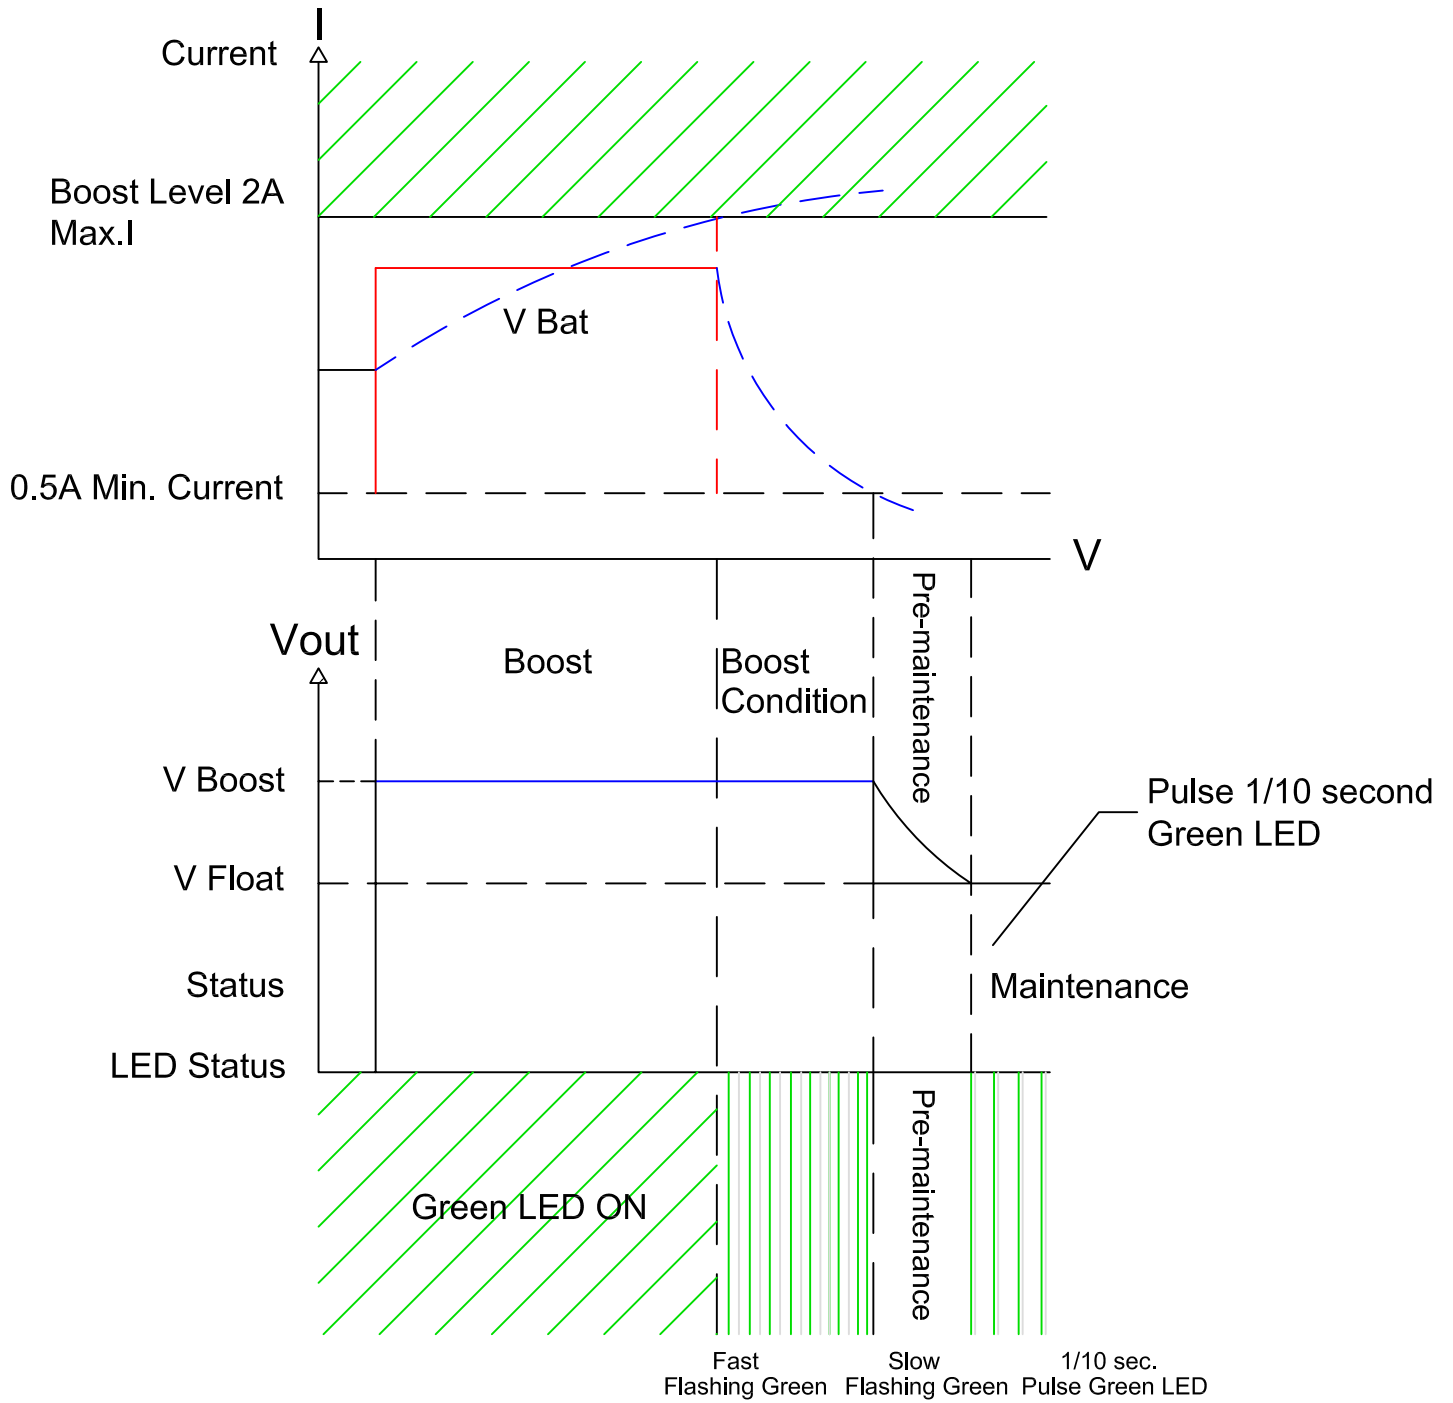 I
Current
Boost Level 2A
Max.I
V Bat
0.5A Min. Current
V
Pre-maintenance
Vout
Boost
Boost
Condition
V Boost
Pulse 1/10 second
Green LED
V Float
Status
Maintenance
LED Status
Green LED ON
Pre-maintenance
Fast
Flashing Green
Slow
Flashing Green
1/10 sec.
Pulse Green LED